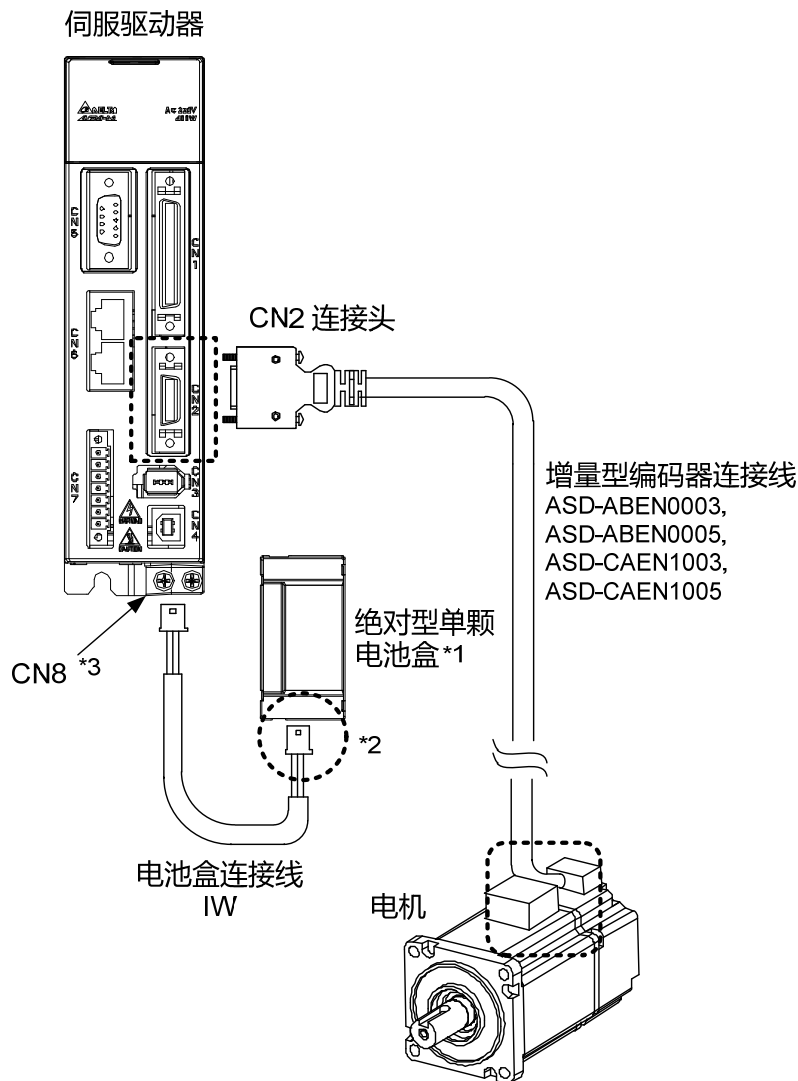 伺服驱动器
CN5
CN1
CN6
CN2
CN3
CN7
CN4
CN2 连接头
增量型编码器连接线
ASD-ABEN0003,
ASD-ABEN0005,
ASD-CAEN1003,
ASD-CAEN1005
绝对型单颗
电池盒*1
CN8 *3
*2
电池盒连接线
IW
电机